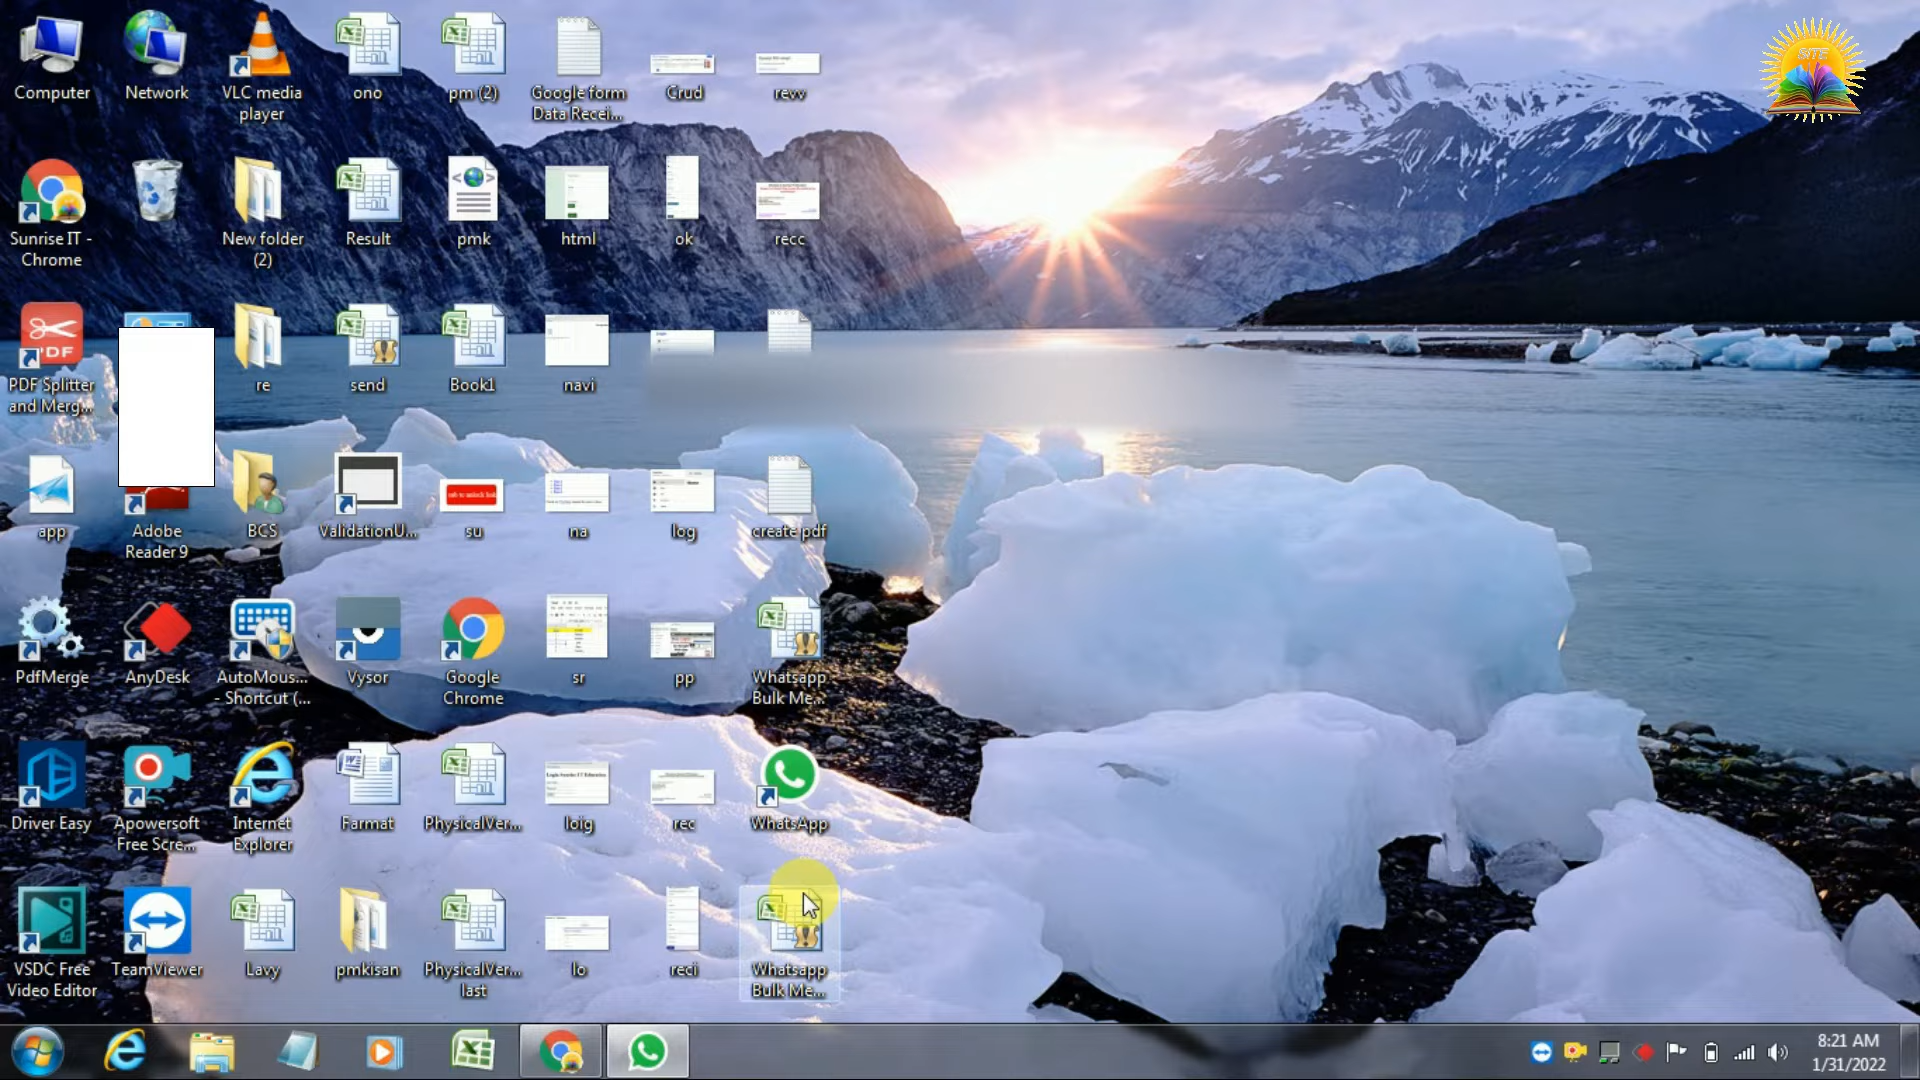 SITE
Computer
Network
VLC media
player
ono
pm (2)
Google form
Data Recei...
Crud
revv
Sunrise IT -
Chrome
New folder
(2)
Result
pmk
html
ok
recc
PDF
PDF Splitter
and Merg...
re
send
Book1
navi
app
Adobe
Reader 9
BCS
ValidationU...
su
na
log
create pdf
PdfMerge
AnyDesk
AutoMous...
- Shortcut (...
Vysor
Google
Chrome
sr
pp
Whatsapp
Bulk Me...
Driver Easy
Apowersoft
Free Scre...
Internet
Explorer
Farmat
PhysicalVer...
loig
rec
WhatsApp
VSDC Free
Video Editor
TeamViewer
Lavy
pmkisan
PhysicalVer...
last
lo
reci
Whatsapp
Bulk Me...
8:21 AM
1/31/2022